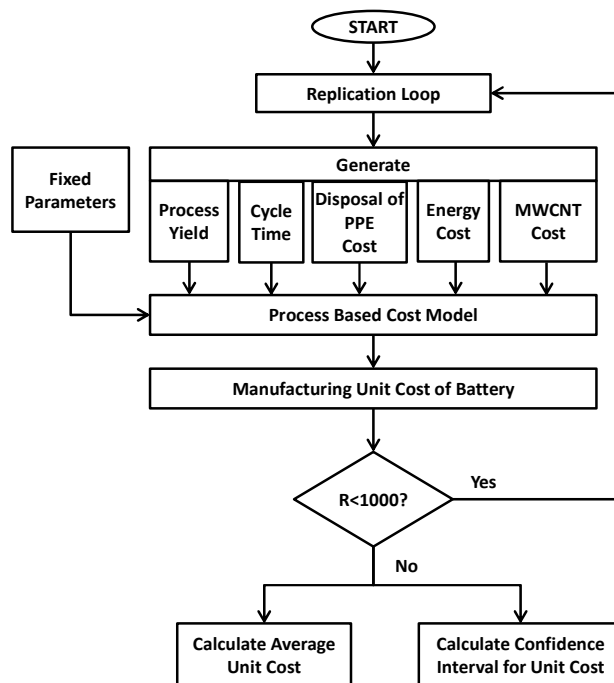 START
Replication Loop
Generate
Fixed
Parameters
Process
Yield
Cycle
Time
Disposal of
PPE
Cost
Energy
Cost
MWCNT
Cost
Process Based Cost Model
Manufacturing Unit Cost of Battery
R<1000?
Yes
No
Calculate Average
Unit Cost
Calculate Confidence
Interval for Unit Cost